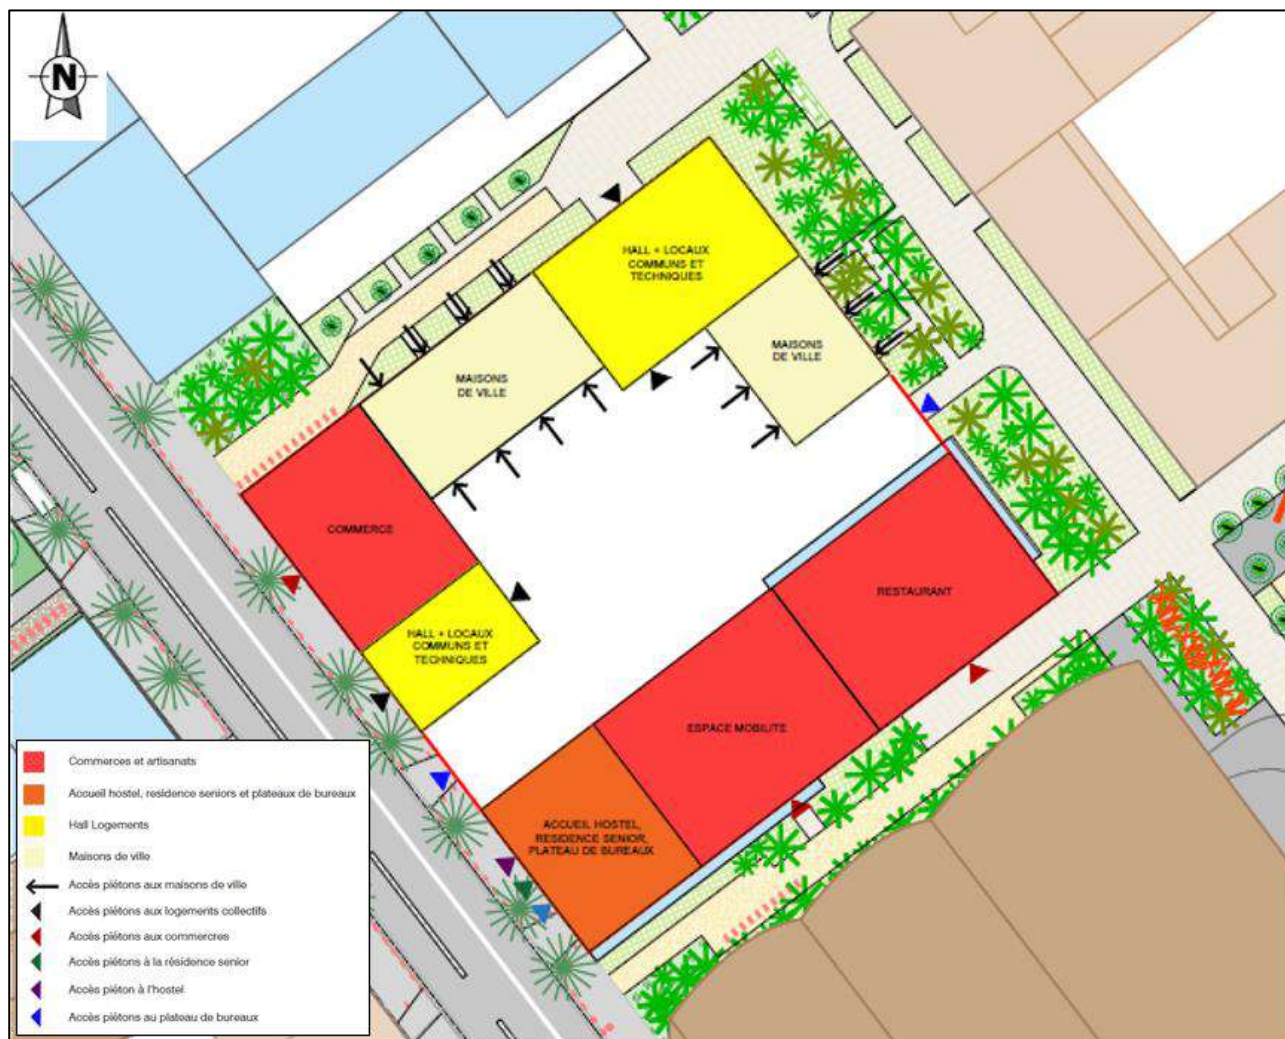 N
HALL + LOCAUX
COMMUNS ET
TECHNIQUES
MAISONS
DE VILLE
MAISONS
DE VILLE
COMMERCE
RESTAURANT
HALL + LOCAUX
COMMUNS ET
TECHNIQUES
ESPACE MOBILITE
ACCUEIL HOSTEL,
RESIDENCE SENIOR,
PLATEAU DE BUREAUX
Commerces et artisanats
Accueil hostel, residence seniors et plateaux de bureaux
Hall Logements
Maisons de ville
Accès piétons aux maisons de ville
Accès piétons aux logements collectifs
Accès piétons aux commercres
Accès piétons à la résidence senior
Accès piéton à l'hostel
Accès piétons au plateau de bureaux